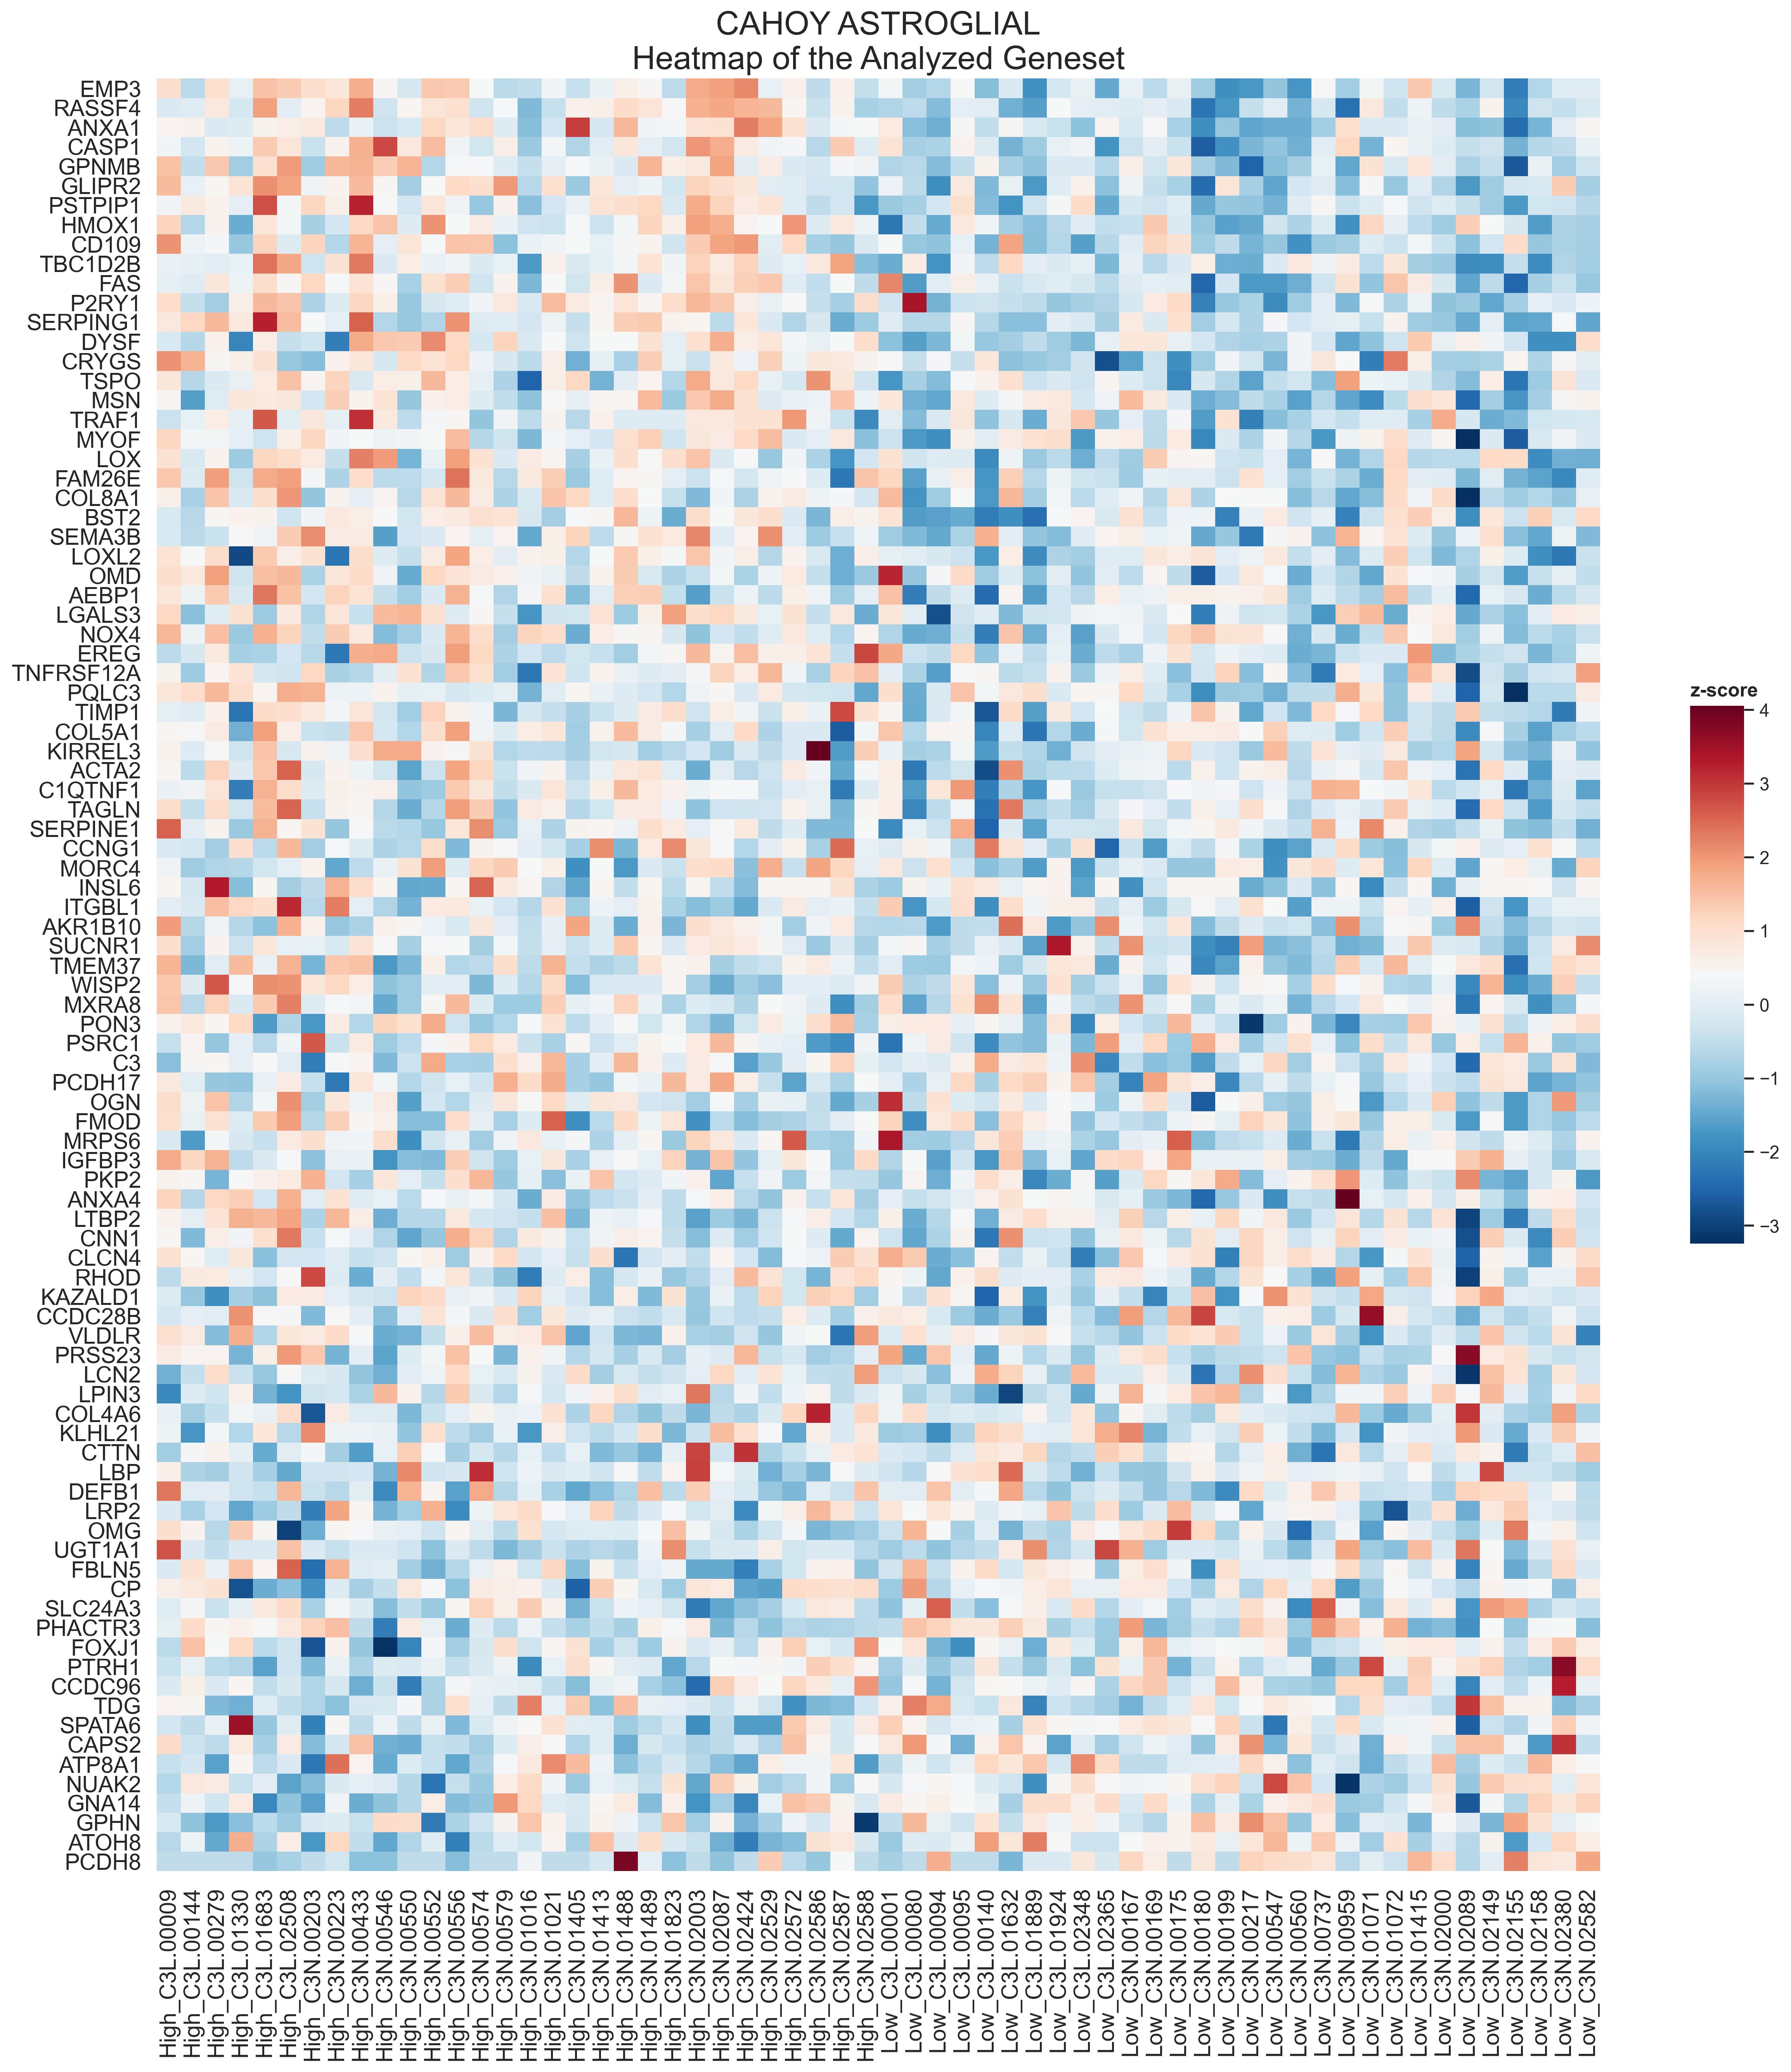 CAHOY ASTROGLIAL
Heatmap of the Analyzed Geneset
EMP3
RASSF4
ANXA1
CASP1
GPNMB
GLIPR2
PSTPIP1
HMOX1
CD109
TBC1D2B
FAS
P2RY1
SERPING1
DYSF
CRYGS
TSPO
MSN
TRAF1
MYOF
LOX
FAM26E
COL8A1
BST2
SEMA3B
LOXL2
OMD
AEBP1
LGALS3
NOX4
EREG
TNFRSF12A
PQLC3
TIMP1
COL5A1
KIRREL3
ACTA2
C1QTNF1
TAGLN
SERPINE1
CCNG1
MORC4
INSL6
ITGBL1
AKR1B10
SUCNR1
TMEM37
WISP2
MXRA8
PON3
PSRC1
C3
PCDH17
OGN
FMOD
MRPS6
IGFBP3
PKP2
ANXA4
LTBP2
CNN1
CLCN4
RHOD
KAZALD1
CCDC28B
VLDLR
PRSS23
LCN2
LPIN3
COL4A6
KLHL21
CTTN
LBP
DEFB1
LRP2
OMG
UGT1A1
FBLN5
CP
SLC24A3
PHACTR3
FOXJ1
PTRH1
CCDC96
TDG
SPATA6
CAPS2
ATP8A1
NUAK2
GNA14
GPHN
ATOH8
PCDH8
High_C3L.00009
High_C3L.00144
High_C3L.00279
High_C3L.01330
High_C3L.01683
High_C3L.02508
High_C3N.00203
High_C3N.00223
High_C3N.00433
High_C3N.00546
High_C3N.00550
High_C3N.00552
High_C3N.00556
High_C3N.00574
High_C3N.00579
High_C3N.01016
High_C3N.01021
High_C3N.01405
High_C3N.01413
High_C3N.01488
High_C3N.01489
High_C3N.01823
High_C3N.02003
High_C3N.02087
High_C3N.02424
High_C3N.02529
High_C3N.02572
High_C3N.02586
High_C3N.02587
High_C3N.02588
Low_C3L.00001
Low_C3L.00080
Low_C3L.00094
Low_C3L.00095
Low_C3L.00140
Low_C3L.01632
Low_C3L.01889
Low_C3L.01924
Low_C3L.02348
Low_C3L.02365
Low_C3N.00167
Low_C3N.00169
Low_C3N.00175
Low_C3N.00180
Low_C3N.00199
Low_C3N.00217
Low_C3N.00547
Low_C3N.00560
Low_C3N.00737
Low_C3N.00959
Low_C3N.01071
Low_C3N.01072
Low_C3N.01415
Low_C3N.02000
Low_C3N.02089
Low_C3N.02149
Low_C3N.02155
Low_C3N.02158
Low_C3N.02380
Low_C3N.02582
z-score
4
3
2
1
0
−1
−2
−3